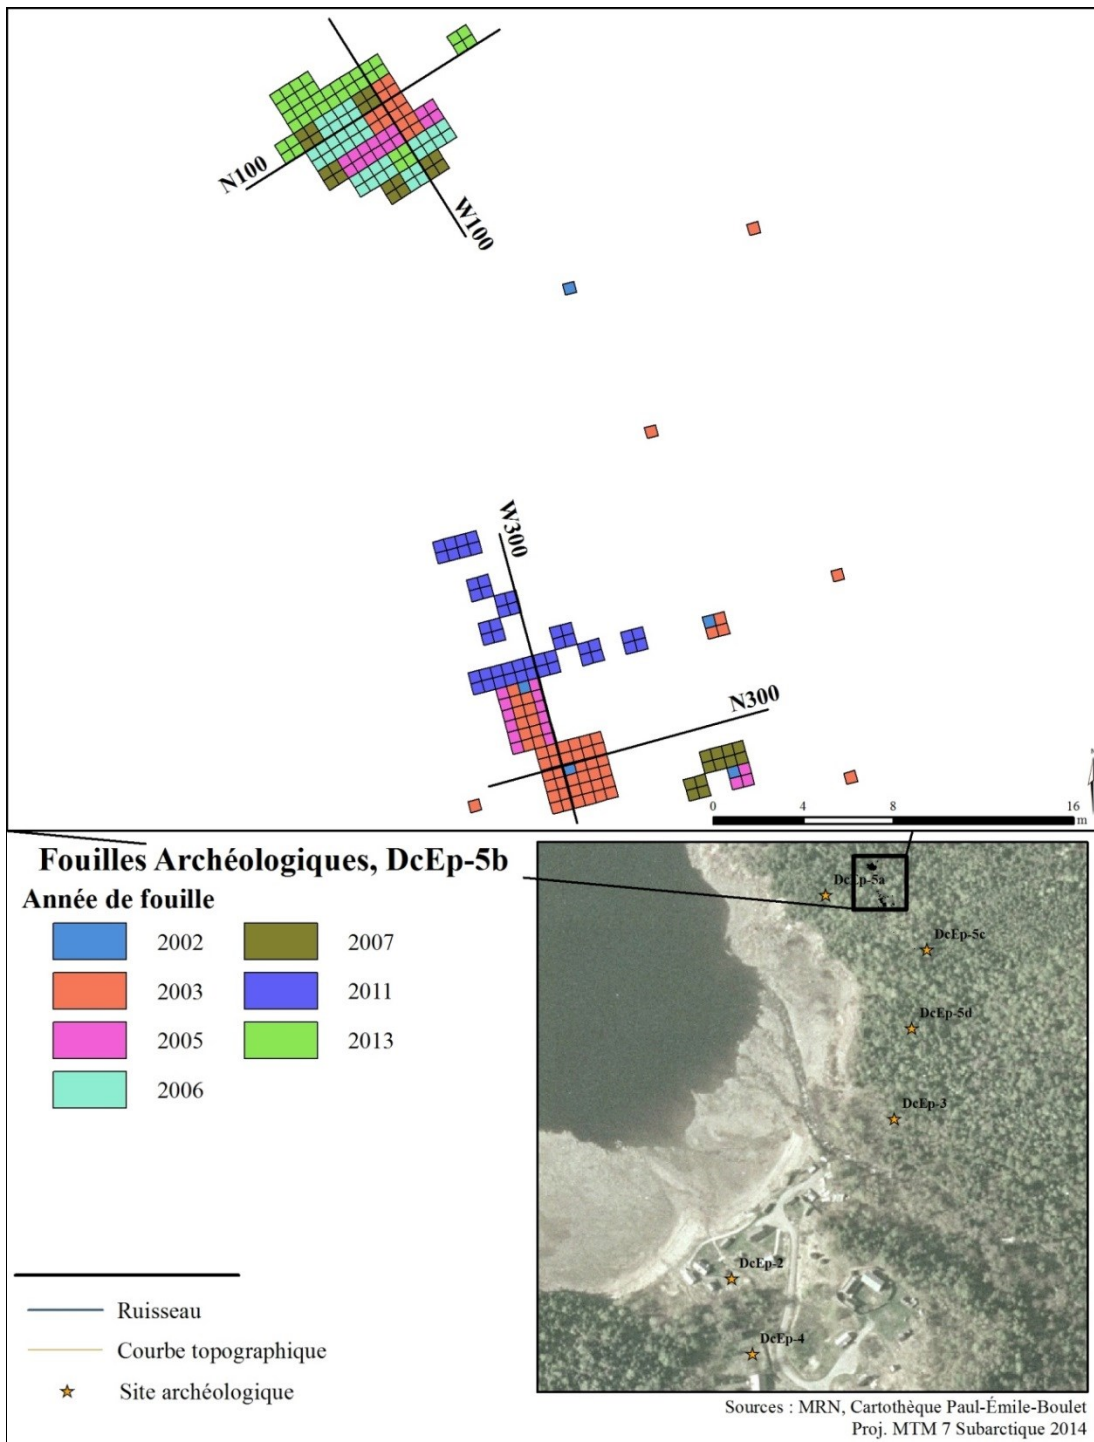 N100
W100
W300
N300
0 4 8 16
m
Fouilles Archéologiques, DcEp-5b
Année de fouille
2002
2003
2005
2006
2007
2011
2013
Ruisseau
Courbe topographique
Site archéologique
DcEp-5a
DcEp-5c
DcEp-5d
DcEp-3
DcEp-2
DcEp-4
Sources : MRN, Cartothèque Paul-Émile-Boulet
Proj. MTM 7 Subarctique 2014